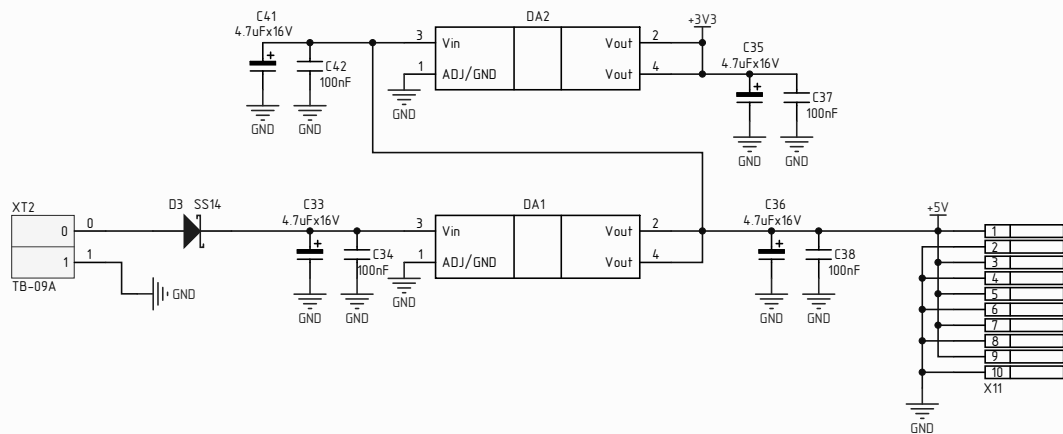 C41
4.7uFx16V
DA2
+3V3
3
Vin
Vout
2
C42
100nF
1
ADJ/GND
Vout
4
C35
4.7uFx16V
C37
100nF
GND
GND
GND
GND
GND
XT2
0
0
1
1
TB-09A
GND
D3
SS14
C33
4.7uFx16V
C34
100nF
GND
GND
DA1
3
Vin
Vout
2
1
ADJ/GND
Vout
4
GND
C36
4.7uFx16V
C38
100nF
GND
GND
+5V
1
2
3
4
5
6
7
8
9
10
X11
GND